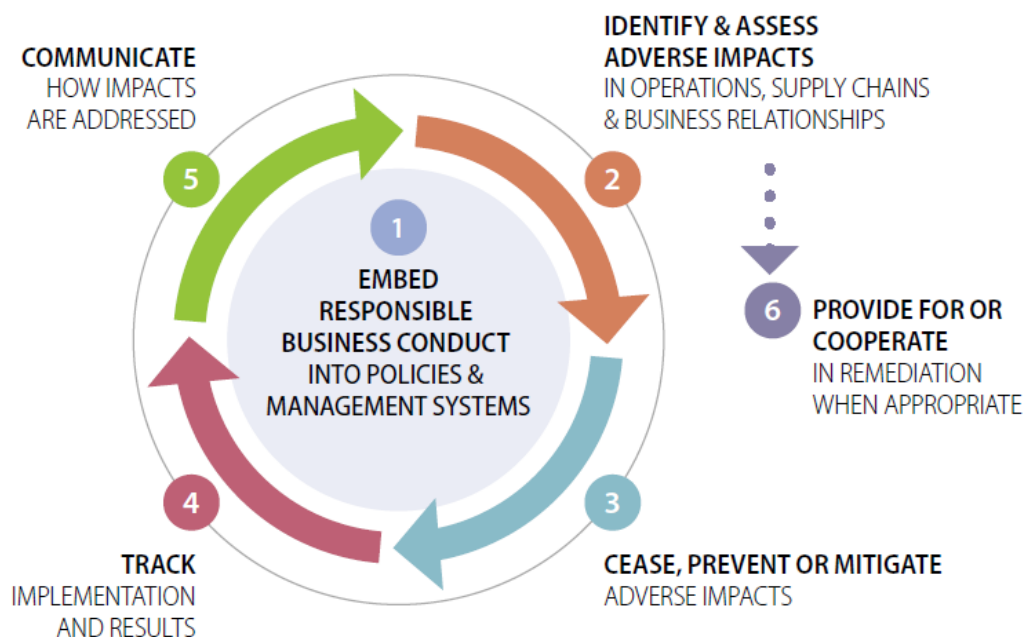 1
EMBED
RESPONSIBLE
BUSINESS CONDUCT
INTO POLICIES &
MANAGEMENT SYSTEMS
2
IDENTIFY & ASSESS
ADVERSE IMPACTS
IN OPERATIONS, SUPPLY CHAINS
& BUSINESS RELATIONSHIPS
3
CEASE, PREVENT OR MITIGATE
ADVERSE IMPACTS
4
TRACK
IMPLEMENTATION
AND RESULTS
5
COMMUNICATE
HOW IMPACTS
ARE ADDRESSED
6
PROVIDE FOR OR
COOPERATE
IN REMEDIATION
WHEN APPROPRIATE